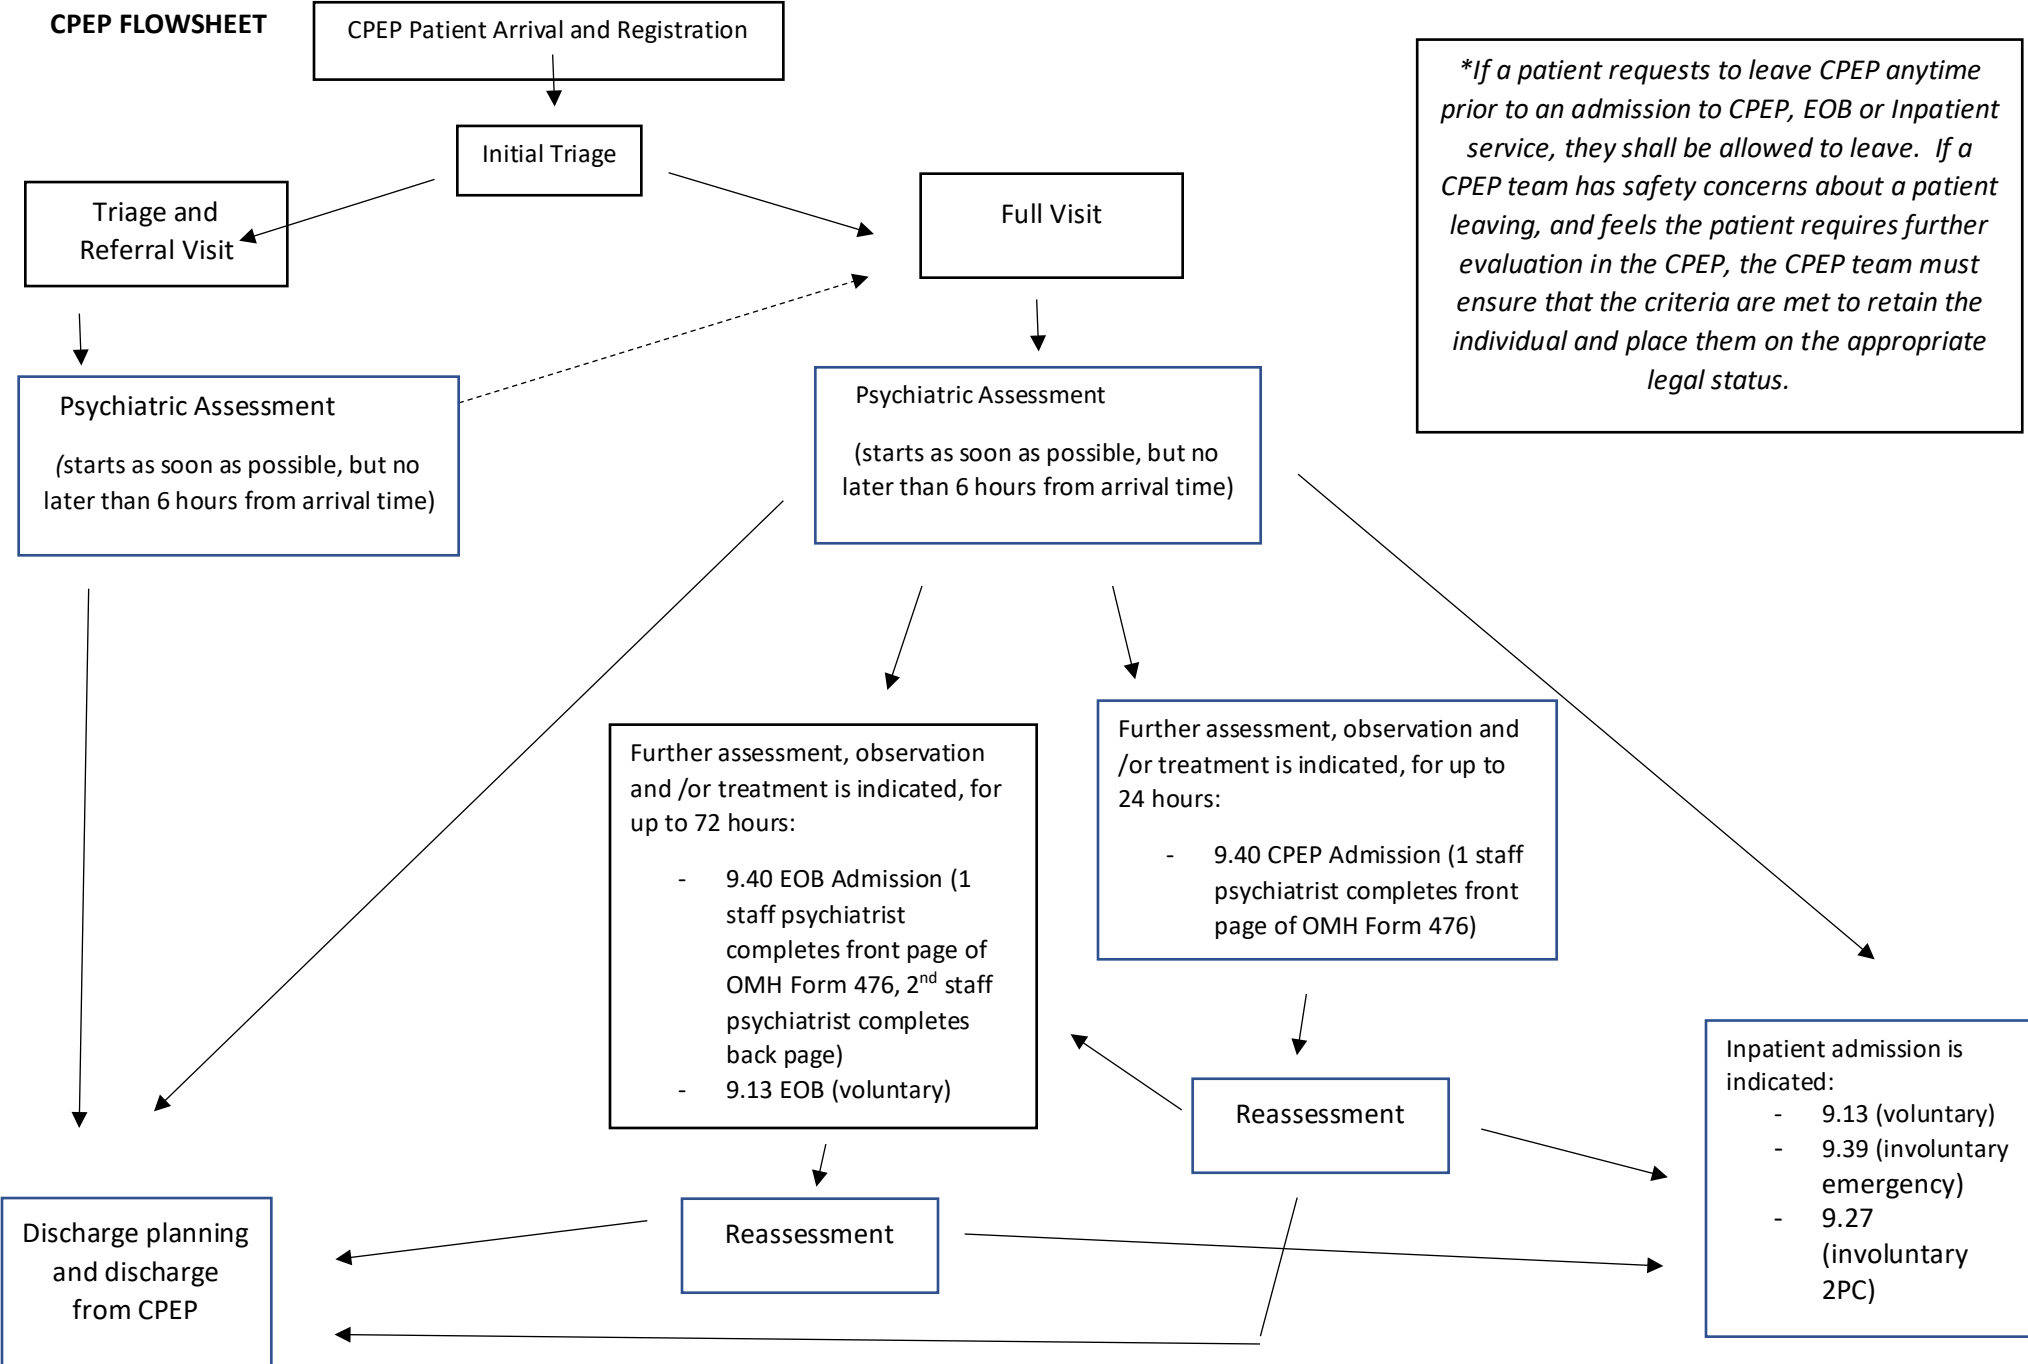 CPEP FLOWSHEET
CPEP Patient Arrival and Registration
*If a patient requests to leave CPEP anytime
prior to an admission to CPEP, EOB or Inpatient
service, they shall be allowed to leave.  If a
CPEP team has safety concerns about a patient
leaving, and feels the patient requires further
evaluation in the CPEP, the CPEP team must
ensure that the criteria are met to retain the
individual and place them on the appropriate
legal status.
Initial Triage
Triage and
Referral Visit
Full Visit
Psychiatric Assessment
(starts as soon as possible, but no
later than 6 hours from arrival time)
Psychiatric Assessment
(starts as soon as possible, but no
later than 6 hours from arrival time)
Further assessment, observation
and /or treatment is indicated, for
up to 72 hours:
- 9.40 EOB Admission (1
staff psychiatrist
completes front page of
OMH Form 476, 2nd staff
psychiatrist completes
back page)
- 9.13 EOB (voluntary)
Further assessment, observation and
/or treatment is indicated, for up to
24 hours:
- 9.40 CPEP Admission (1 staff
psychiatrist completes front
page of OMH Form 476)
Reassessment
Inpatient admission is
indicated:
- 9.13 (voluntary)
- 9.39 (involuntary
emergency)
- 9.27
(involuntary
2PC)
Reassessment
Discharge planning
and discharge
from CPEP